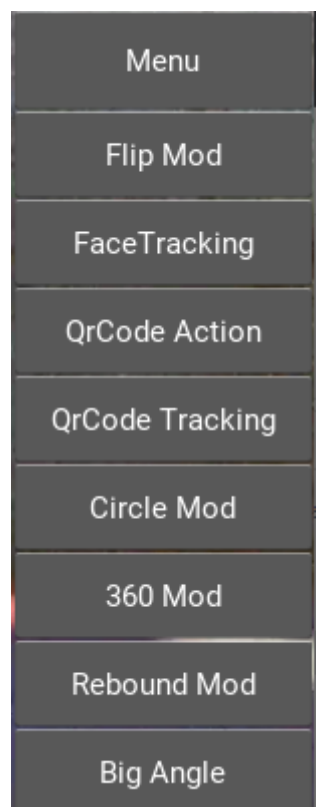 Menu
Flip Mod
FaceTracking
QrCode Action
QrCode Tracking
Circle Mod
360 Mod
Rebound Mod
Big Angle